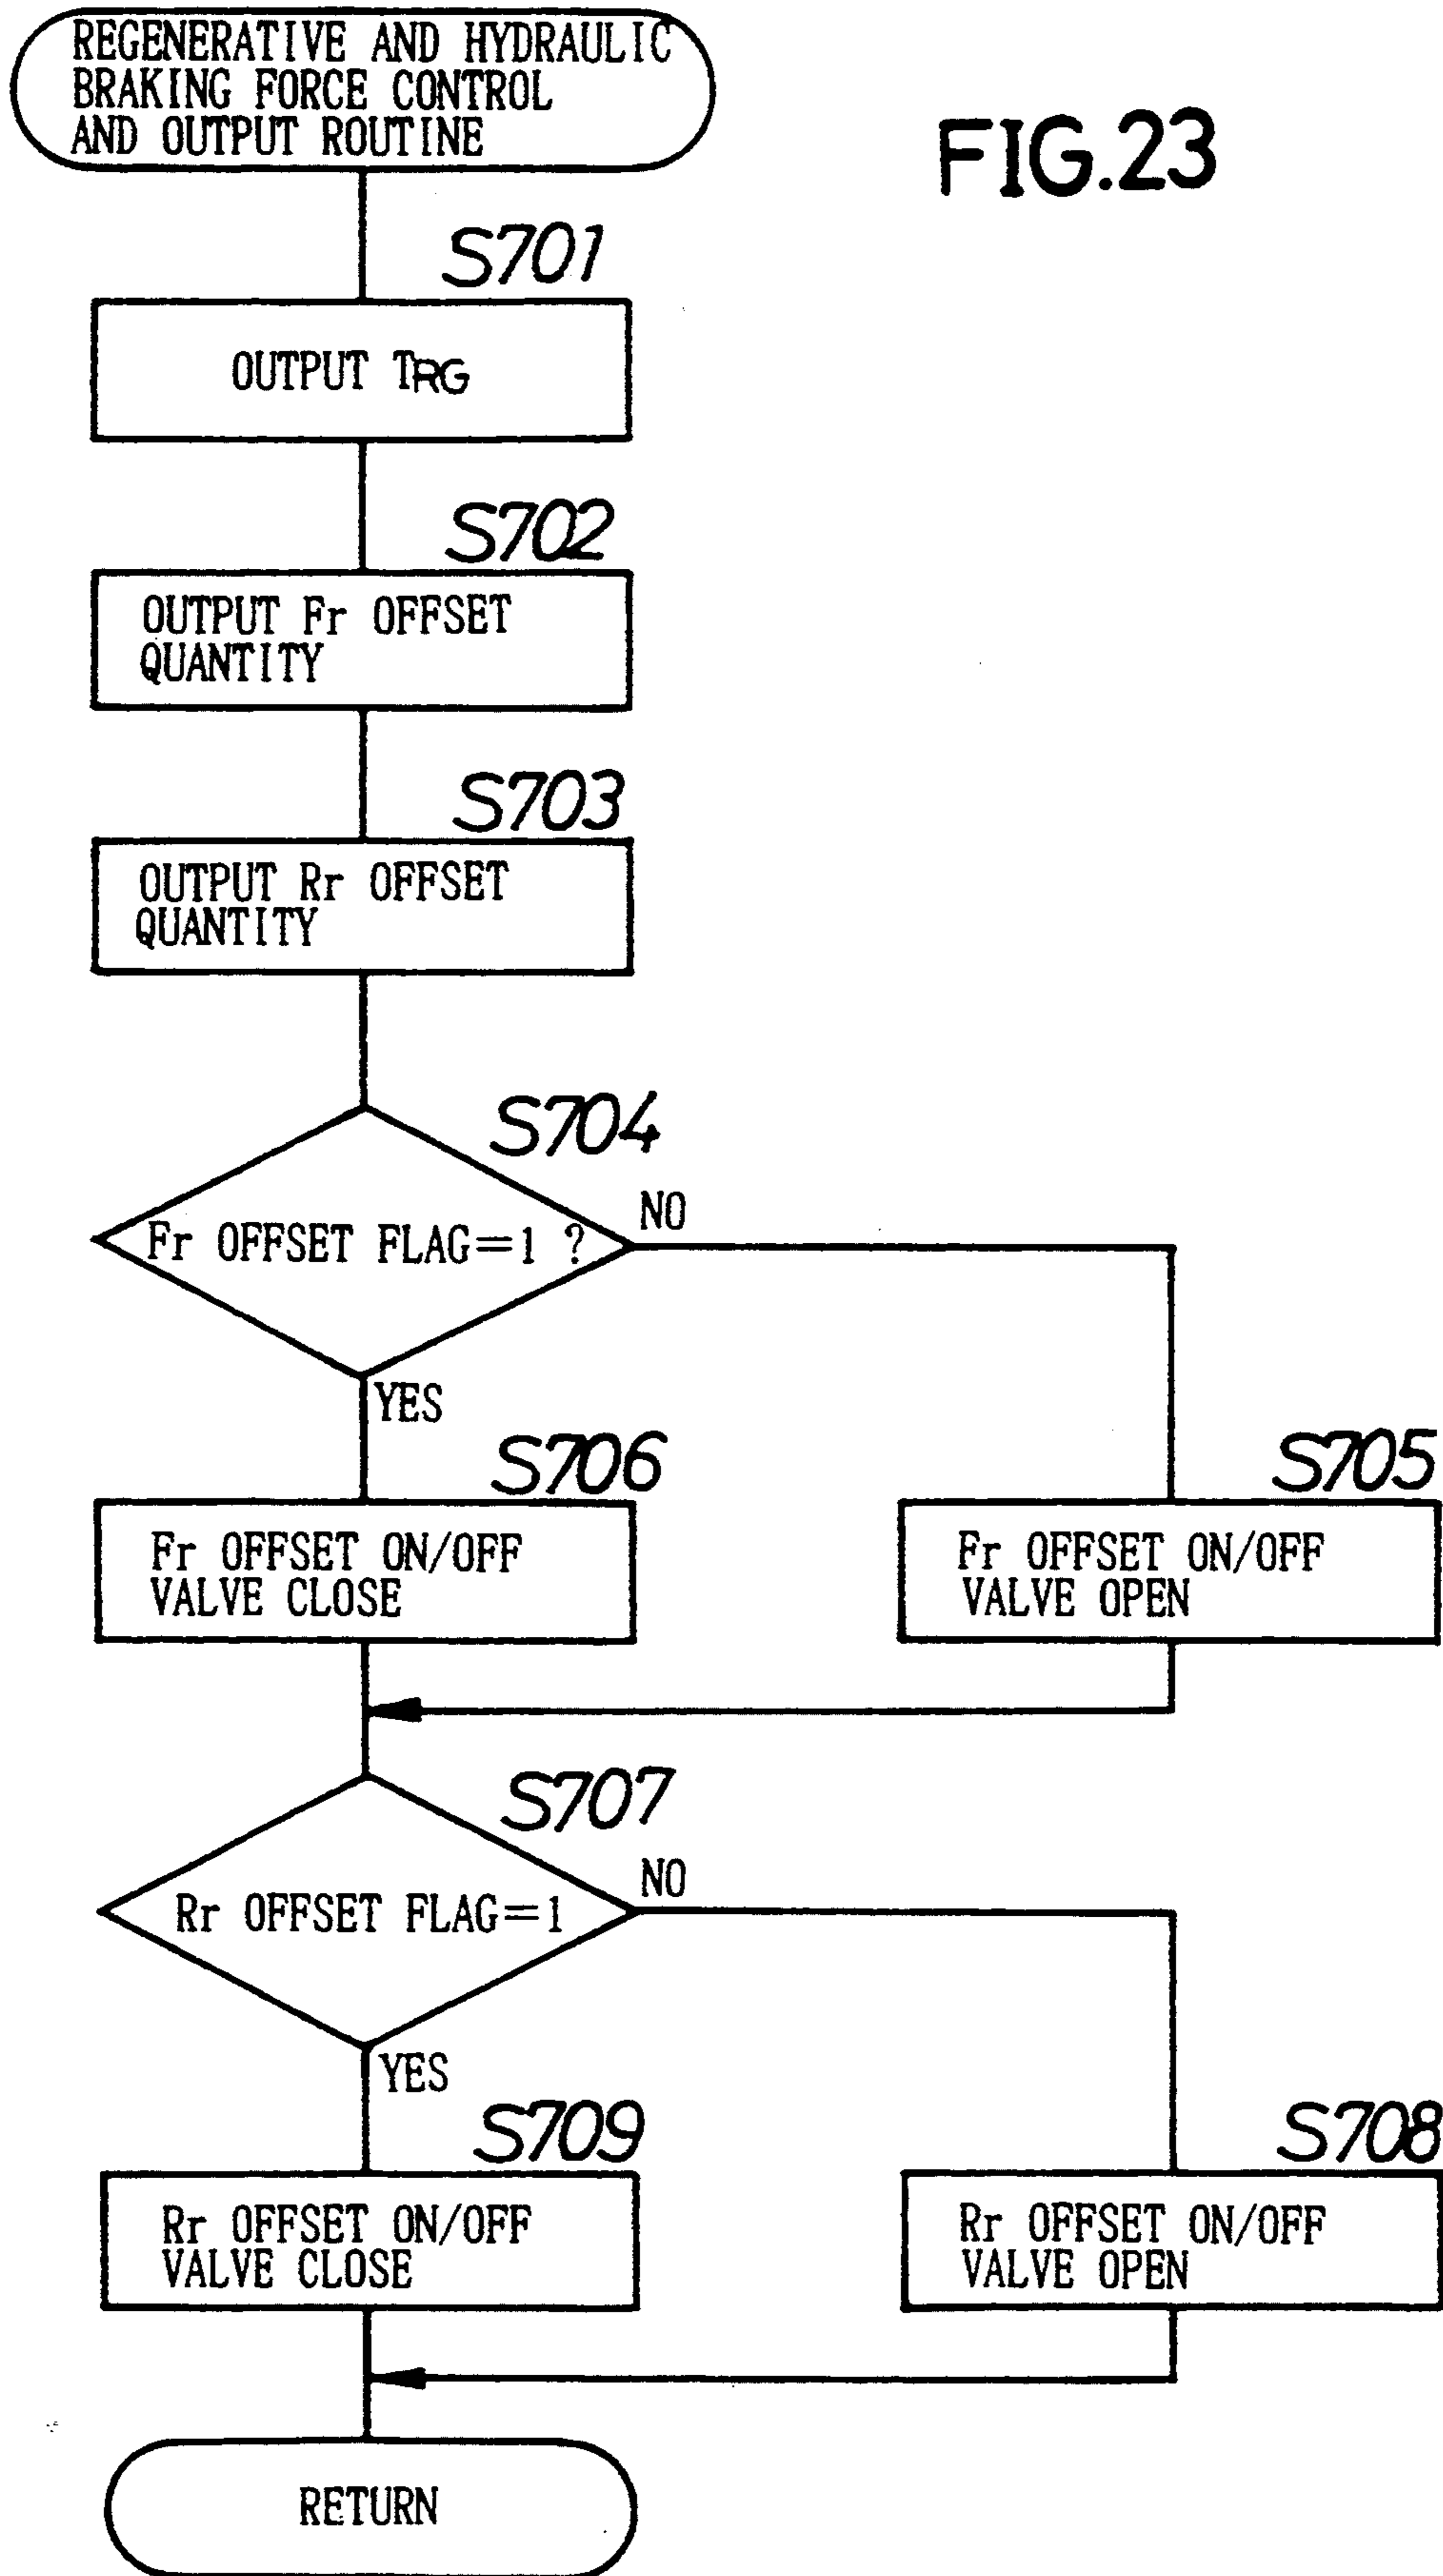 REGENERATIVE AND HYDRAULIC
BRAKING FORCE CONTROL
AND OUTPUT ROUTINE
FIG.23
S701
OUTPUT TRG
S702
OUTPUT Fr OFFSET
QUANTITY
S703
OUTPUT Rr OFFSET
QUANTITY
S704
Fr OFFSET FLAG=1 ?
NO
YES
S706
Fr OFFSET ON/OFF
VALVE CLOSE
S705
Fr OFFSET ON/OFF
VALVE OPEN
S707
Rr OFFSET FLAG=1
NO
YES
S709
Rr OFFSET ON/OFF
VALVE CLOSE
S708
Rr OFFSET ON/OFF
VALVE OPEN
RETURN